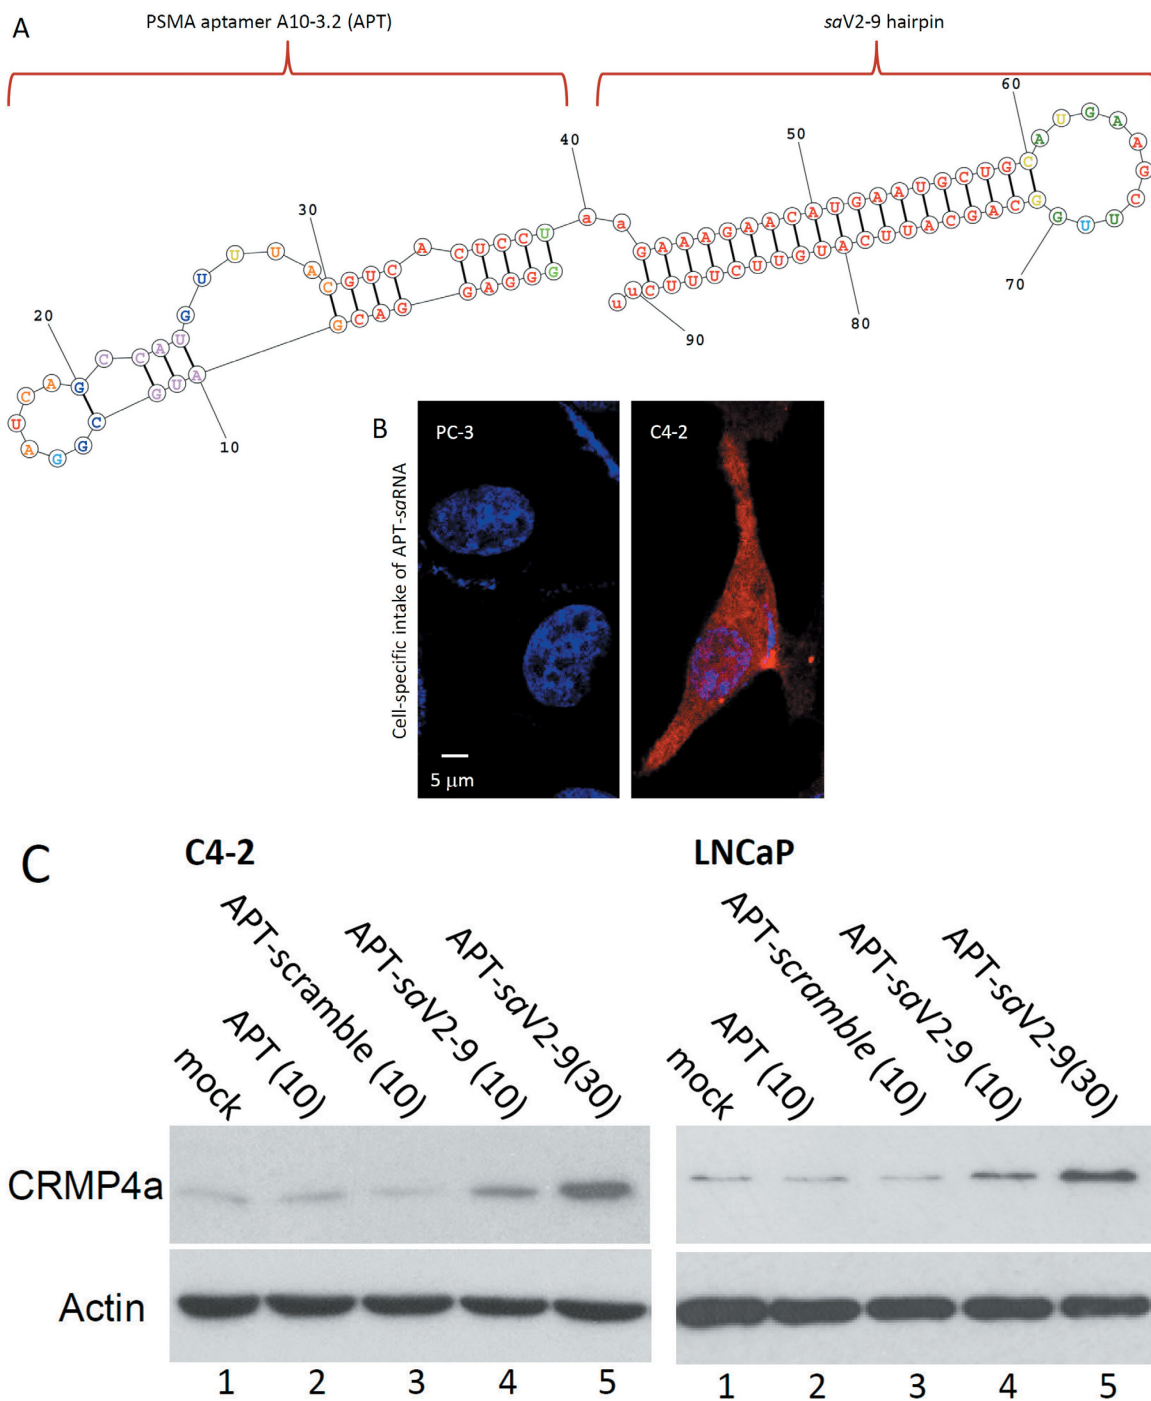 A
PSMA aptamer A10-3.2 (APT)
saV2-9 hairpin
GGGAGGACGAUGCGGAUCAGCCAUGUUUACGUCACUCCUaaGAAAGAACAUGAAUGCUGCAUGAAGCUUGGCAGCAUUCAUGUUCUUUCuu
10
20
30
40
50
60
70
80
90
B
Cell-specific intake of APT-saRNA
PC-3
C4-2
5 µm
C
C4-2
mock
APT (10)
APT-scramble (10)
APT-saV2-9 (10)
APT-saV2-9(30)
LNCaP
mock
APT (10)
APT-scramble (10)
APT-saV2-9 (10)
APT-saV2-9(30)
CRMP4a
Actin
1 2 3 4 5
1 2 3 4 5